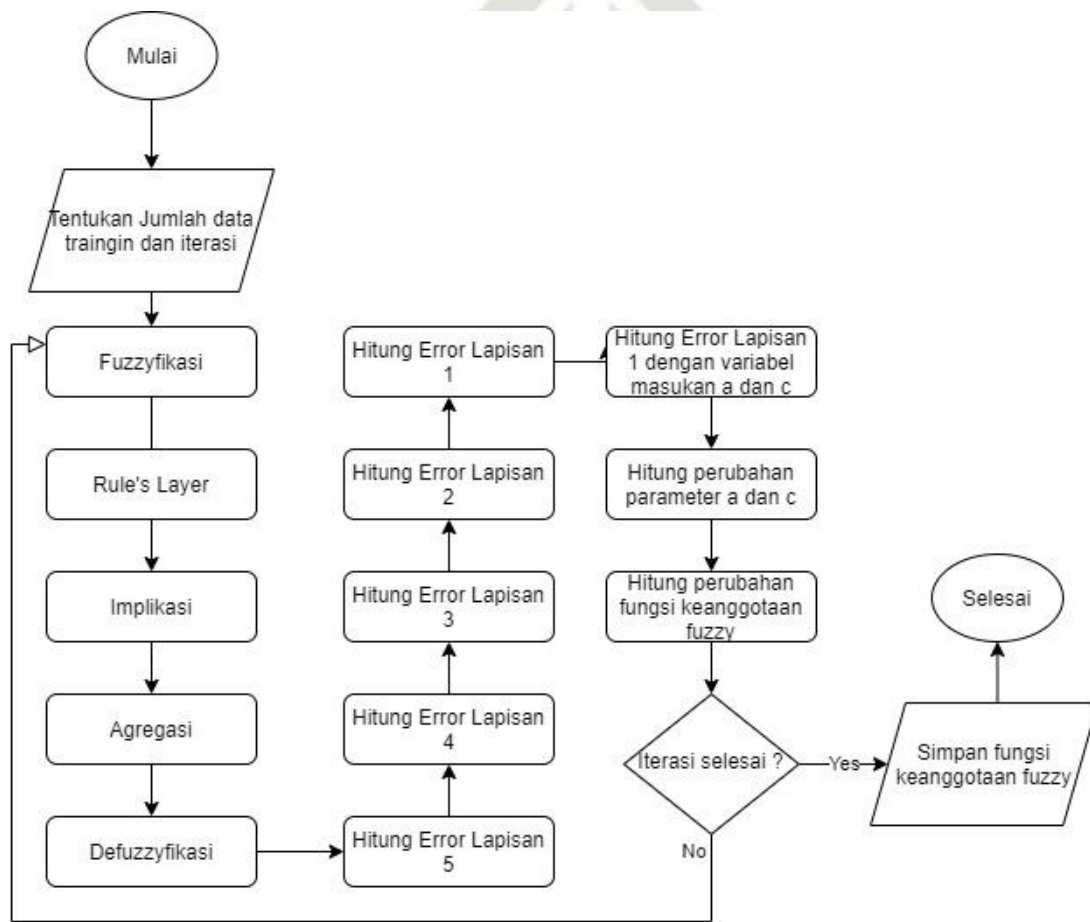 Mulai
Tentukan Jumlah data
traingin dan iterasi
Fuzzyfikasi
Rule's Layer
Implikasi
Agregasi
Defuzzyfikasi
Hitung Error Lapisan
5
Hitung Error Lapisan
4
Hitung Error Lapisan
3
Hitung Error Lapisan
2
Hitung Error Lapisan
1
Hitung Error Lapisan
1 dengan variabel
masukan a dan c
Hitung perubahan
parameter a dan c
Hitung perubahan
fungsi keanggotaan
fuzzy
Iterasi selesai ?
No
Yes
Simpan fungsi
keanggotaan fuzzy
Selesai